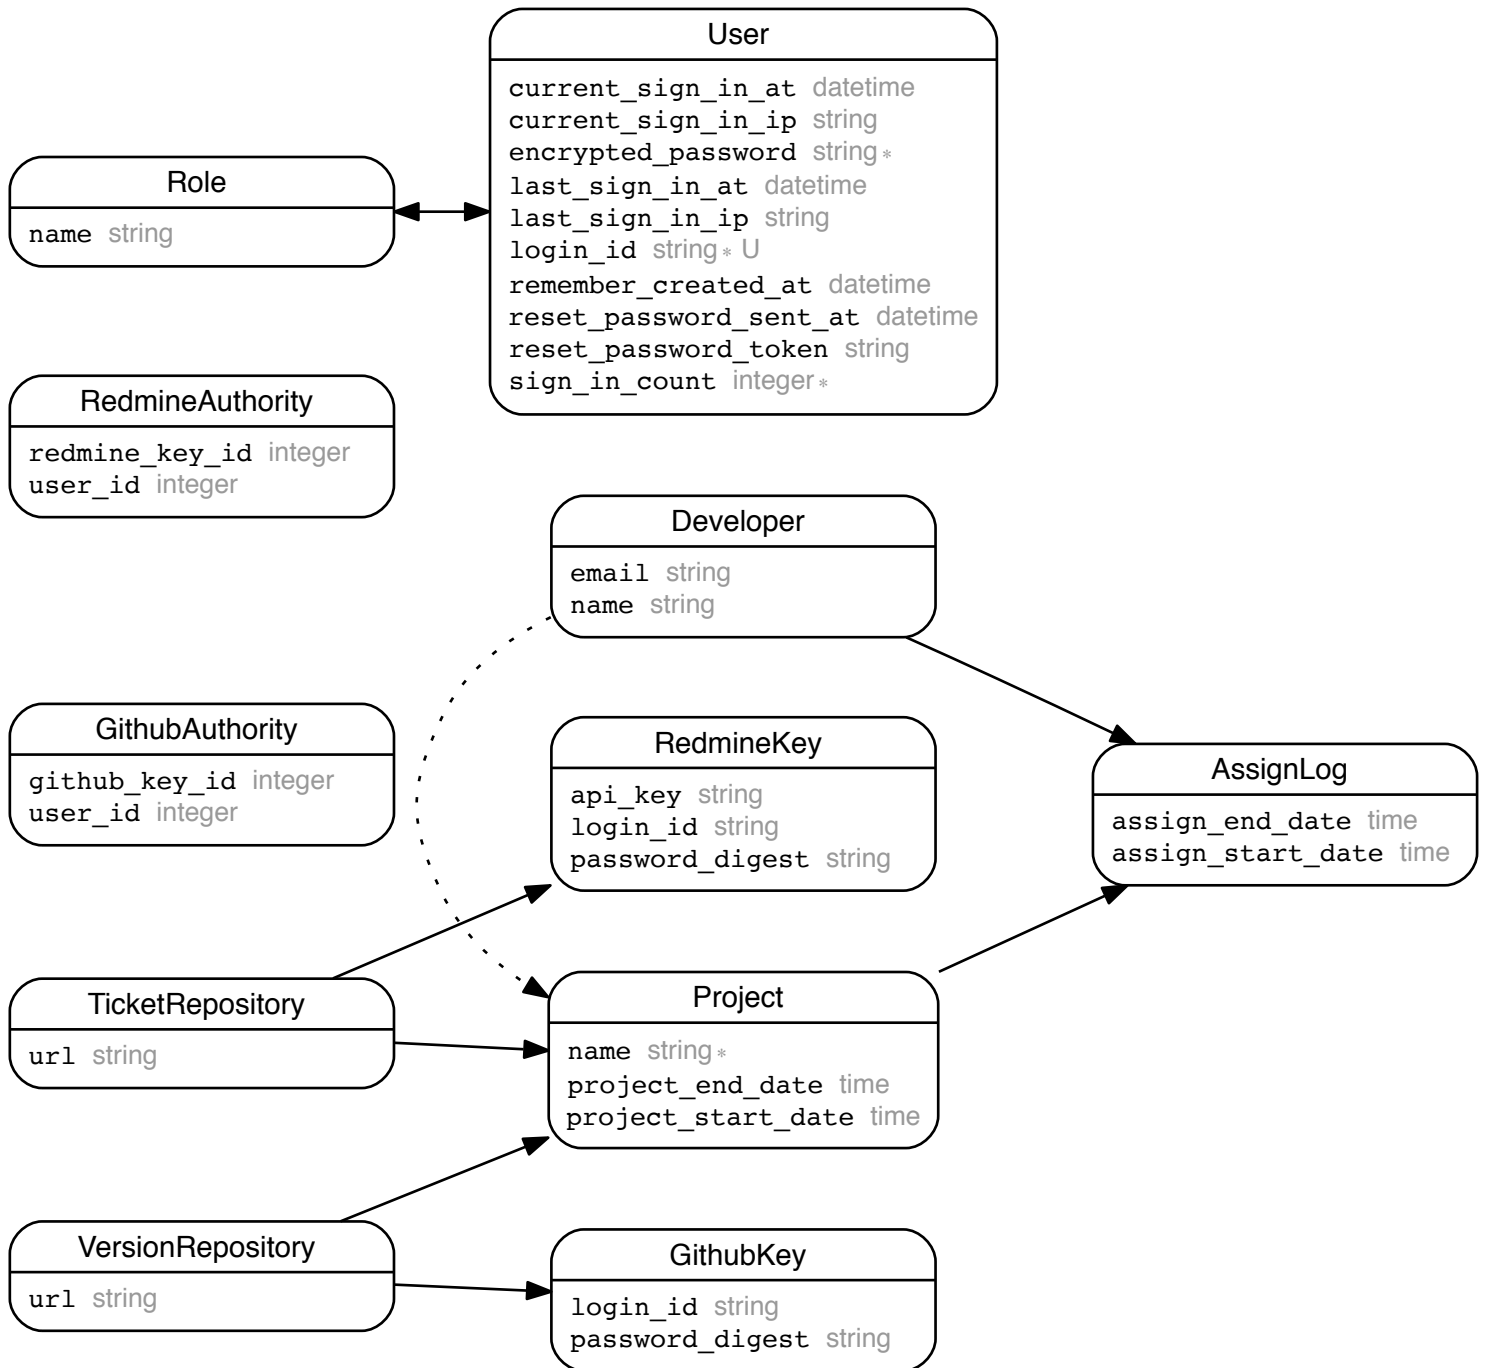 User
current_sign_in_at datetime
current_sign_in_ip string
encrypted_password string *
last_sign_in_at datetime
last_sign_in_ip string
login_id string * U
remember_created_at datetime
reset_password_sent_at datetime
reset_password_token string
sign_in_count integer *
Role
name string
RedmineAuthority
redmine_key_id integer
user_id integer
Developer
email string
name string
GithubAuthority
github_key_id integer
user_id integer
RedmineKey
api_key string
login_id string
password_digest string
AssignLog
assign_end_date time
assign_start_date time
TicketRepository
url string
Project
name string *
project_end_date time
project_start_date time
VersionRepository
url string
GithubKey
login_id string
password_digest string